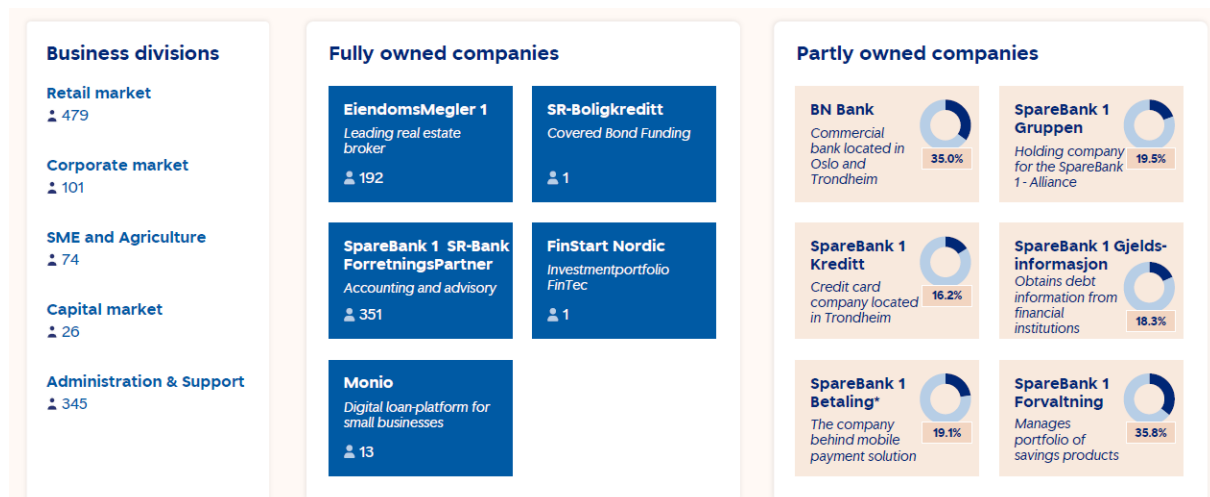 Business divisions
Retail market
479
Corporate market
101
SME and Agriculture
74
Capital market
26
Administration & Support
345
Fully owned companies
EiendomsMegler 1
Leading real estate
broker
192
SR-Boligkreditt
Covered Bond Funding
1
SpareBank 1 SR-Bank
ForretningsPartner
Accounting and advisory
351
FinStart Nordic
Investmentportfolio
FinTec
1
Monio
Digital loan-platform for
small businesses
13
Partly owned companies
BN Bank
Commercial
bank located in
Oslo and
Trondheim
35.0%
SpareBank 1
Gruppen
Holding company
for the SpareBank
1 - Alliance
19.5%
SpareBank 1
Kreditt
Credit card
company located
in Trondheim
16.2%
SpareBank 1 Gjelds-
informasjon
Obtains debt
information from
financial
institutions
18.3%
SpareBank 1
Betaling*
The company
behind mobile
payment solution
19.1%
SpareBank 1
Forvaltning
Manages
portfolio of
savings products
35.8%